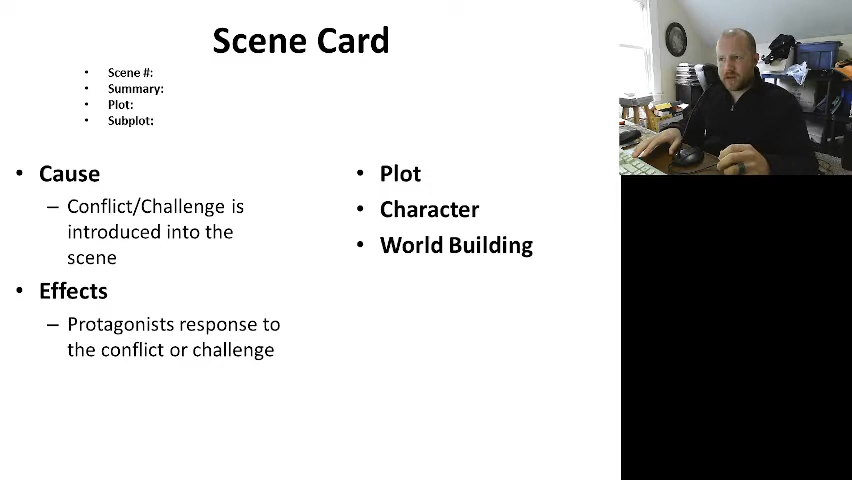 Scene Card
• Scene #:
• Summary:
• Plot:
• Subplot:
• Cause
– Conflict/Challenge is
introduced into the
scene
• Effects
– Protagonists response to
the conflict or challenge
• Plot
• Character
• World Building